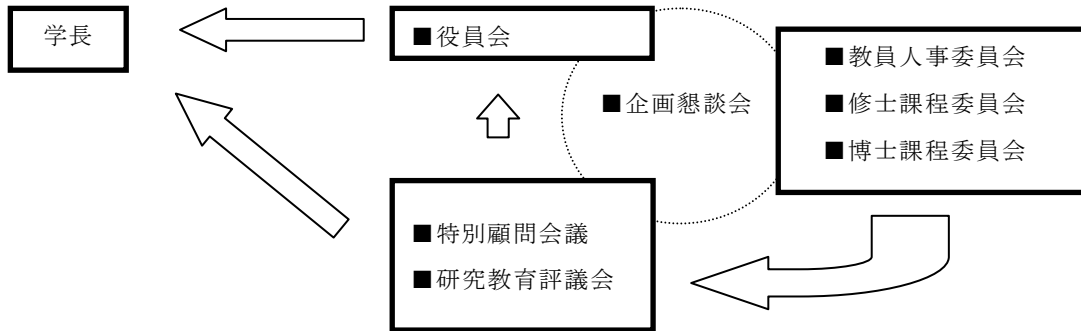 学長
■役員会
■企画懇談会
■教員人事委員会
■修士課程委員会
■博士課程委員会
■特別顧問会議
■研究教育評議会